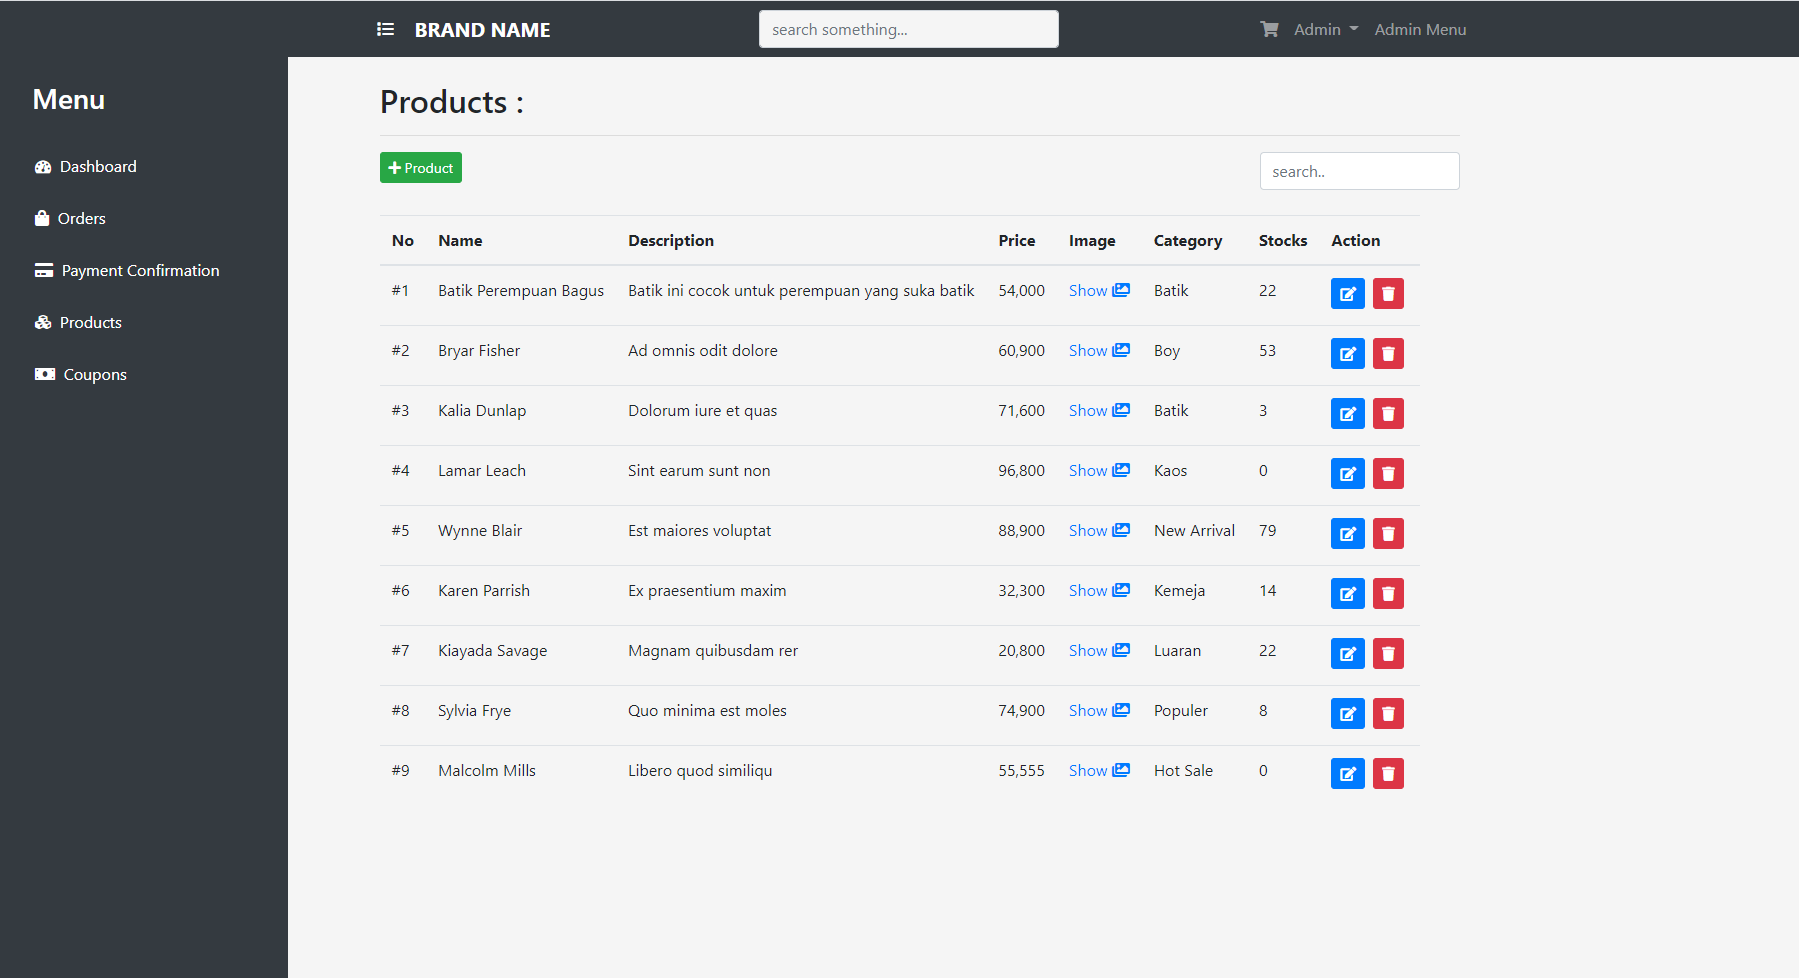 BRAND NAME search something... Admin Admin Menu
Menu
Dashboard
Orders
Payment Confirmation
Products
Coupons
Products :
Product search..
No Name Description Price Image Category Stocks Action
#1 Batik Perempuan Bagus Batik ini cocok untuk perempuan yang suka batik 54,000 Show Batik 22
#2 Bryar Fisher Ad omnis odit dolore 60,900 Show Boy 53
#3 Kalia Dunlap Dolorum iure et quas 71,600 Show Batik 3
#4 Lamar Leach Sint earum sunt non 96,800 Show Kaos 0
#5 Wynne Blair Est maiores voluptat 88,900 Show New Arrival 79
#6 Karen Parrish Ex praesentium maxim 32,300 Show Kemeja 14
#7 Kiayada Savage Magnam quibusdam rer 20,800 Show Luaran 22
#8 Sylvia Frye Quo minima est moles 74,900 Show Populer 8
#9 Malcolm Mills Libero quod similiqu 55,555 Show Hot Sale 0